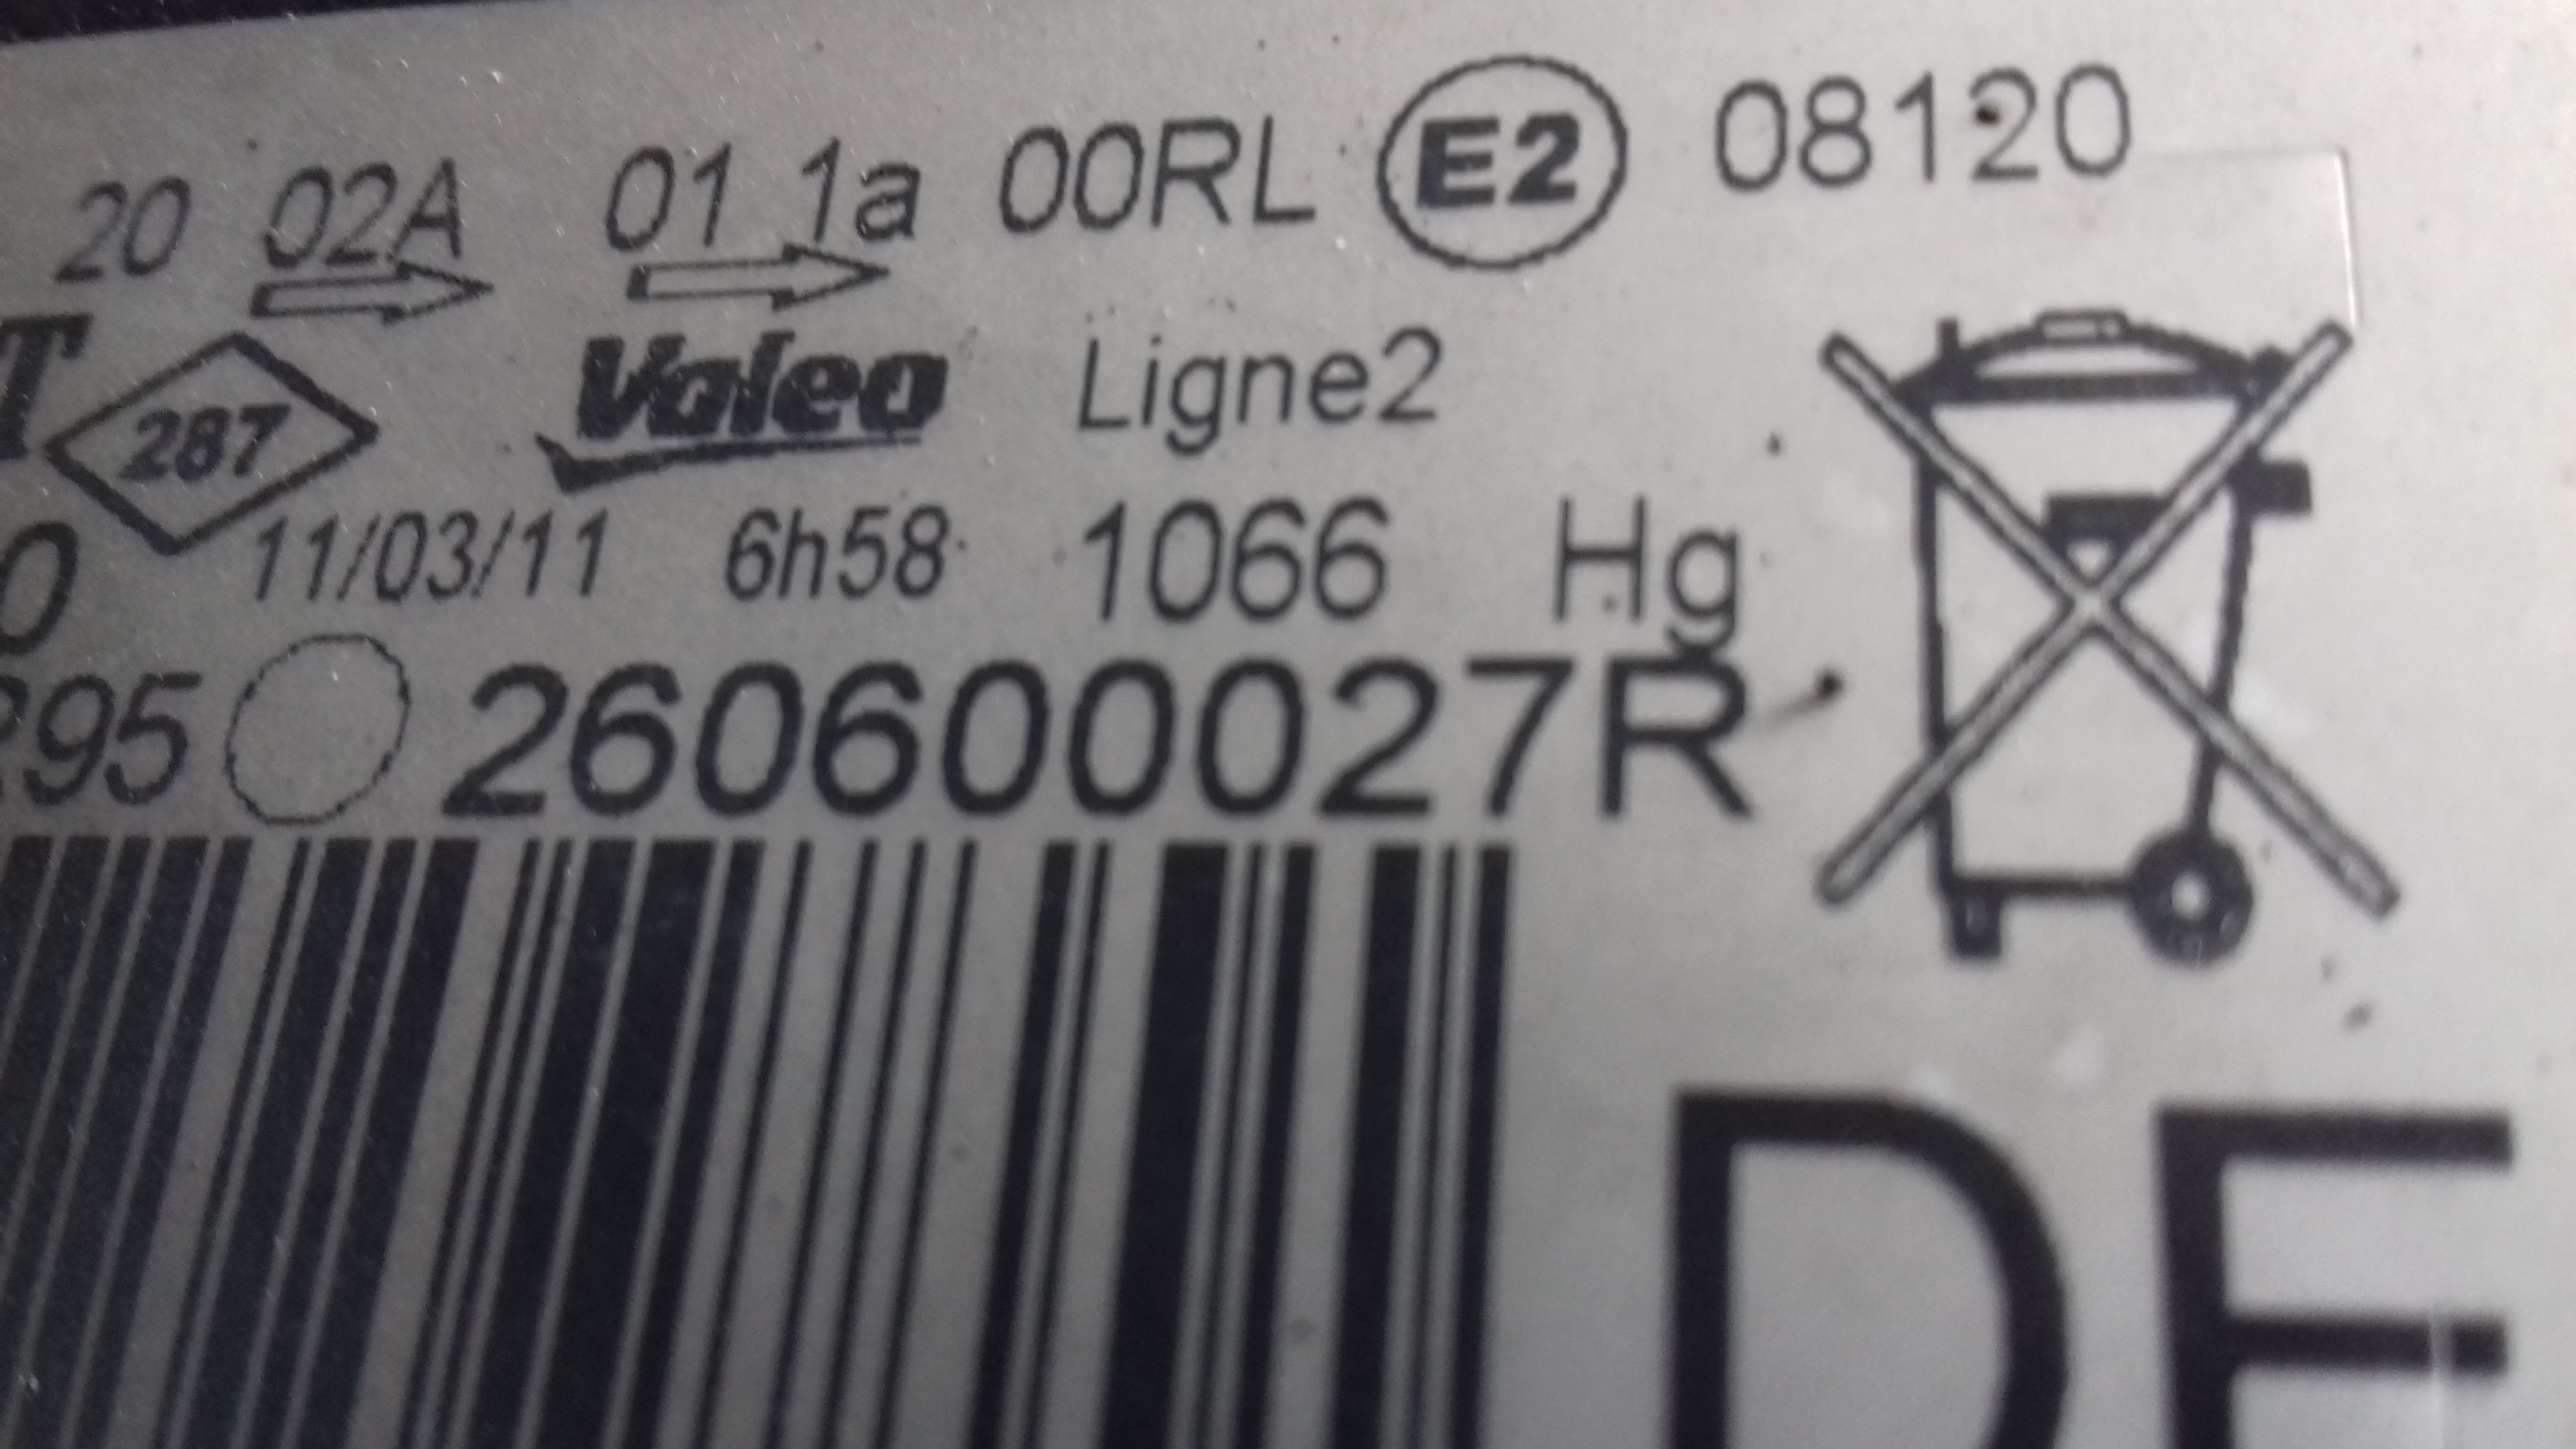 20 02A 01 1a 00RL E2 08120
T 287 Valeo Ligne2
0 11/03/11 6h58 1066 Hg
95 260600027R
DE